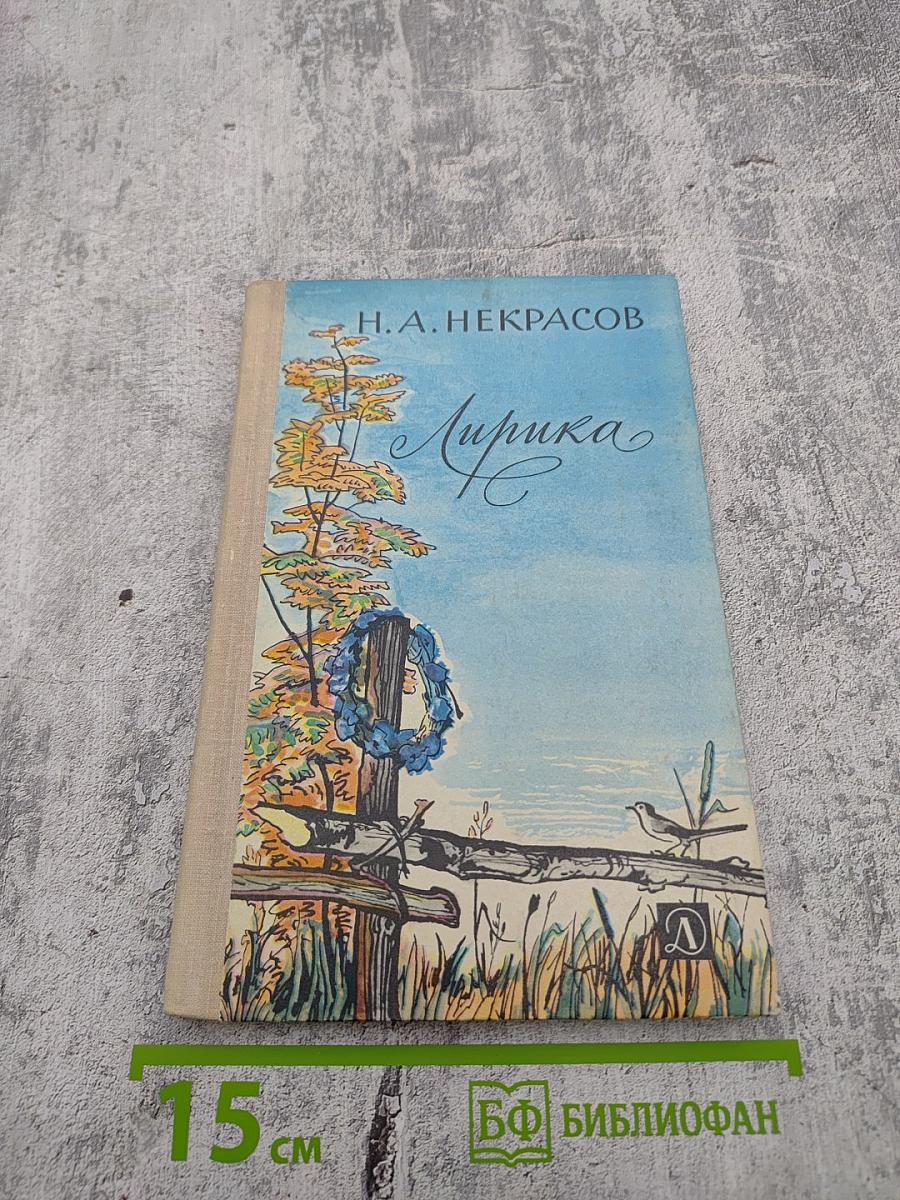 Н. А. НЕКРАСОВ
Лирика
Д
15 см
БФ БИБЛИОФАН